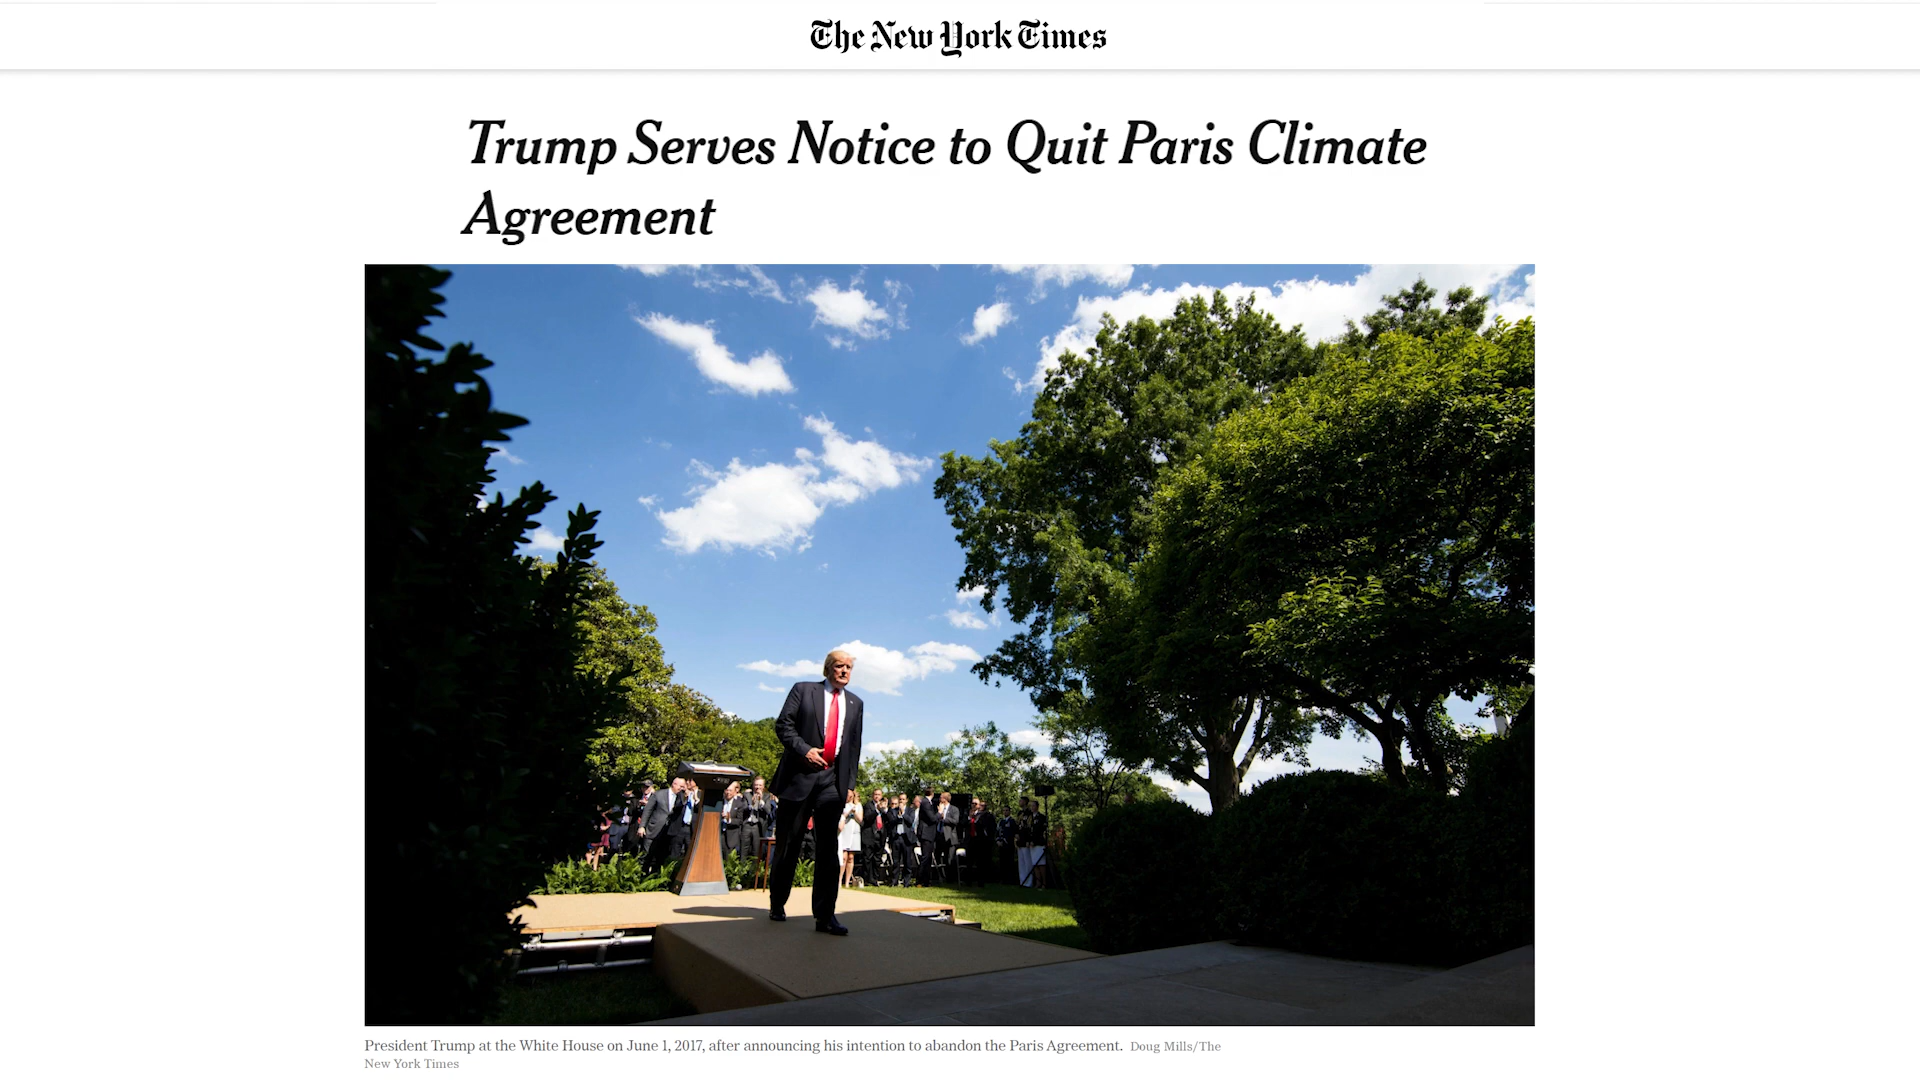 The New York Times
Trump Serves Notice to Quit Paris Climate
Agreement
President Trump at the White House on June 1, 2017, after announcing his intention to abandon the Paris Agreement. Doug Mills/The
New York Times